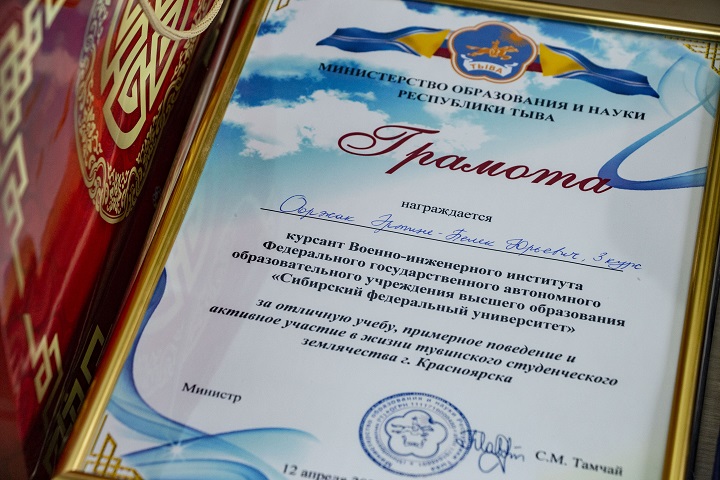 ТЫВА
МИНИСТЕРСТВО ОБРАЗОВАНИЯ И НАУКИ
РЕСПУБЛИКИ ТЫВА
Грамота
награждается
Ооржак Эртине-Белек Юрьевич, 3 курс
курсант Военно-инженерного института
Федерального государственного автономного
образовательного учреждения высшего образования
«Сибирский федеральный университет»
за отличную учебу, примерное поведение и
активное участие в жизни тувинского студенческого
землячества г. Красноярска
Министр
С.М. Тамчай
12 апреля